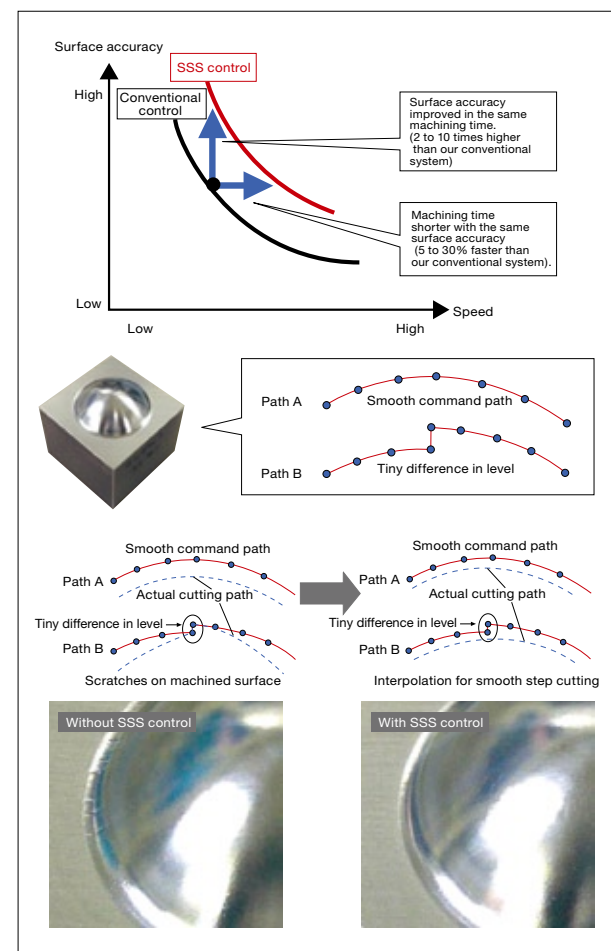 Surface accuracy
SSS control
High
Conventional
control
Surface accuracy
improved in the same
machining time.
(2 to 10 times higher
than our conventional
system)
Machining time
shorter with the same
surface accuracy
(5 to 30% faster than
our conventional system).
Low
Speed
Low
High
Path A
Smooth command path
Path B
Tiny difference in level
Smooth command path
Path A
Actual cutting path
Tiny difference in level
Path B
Scratches on machined surface
Smooth command path
Path A
Actual cutting path
Tiny difference in level
Path B
Interpolation for smooth step cutting
Without SSS control
With SSS control